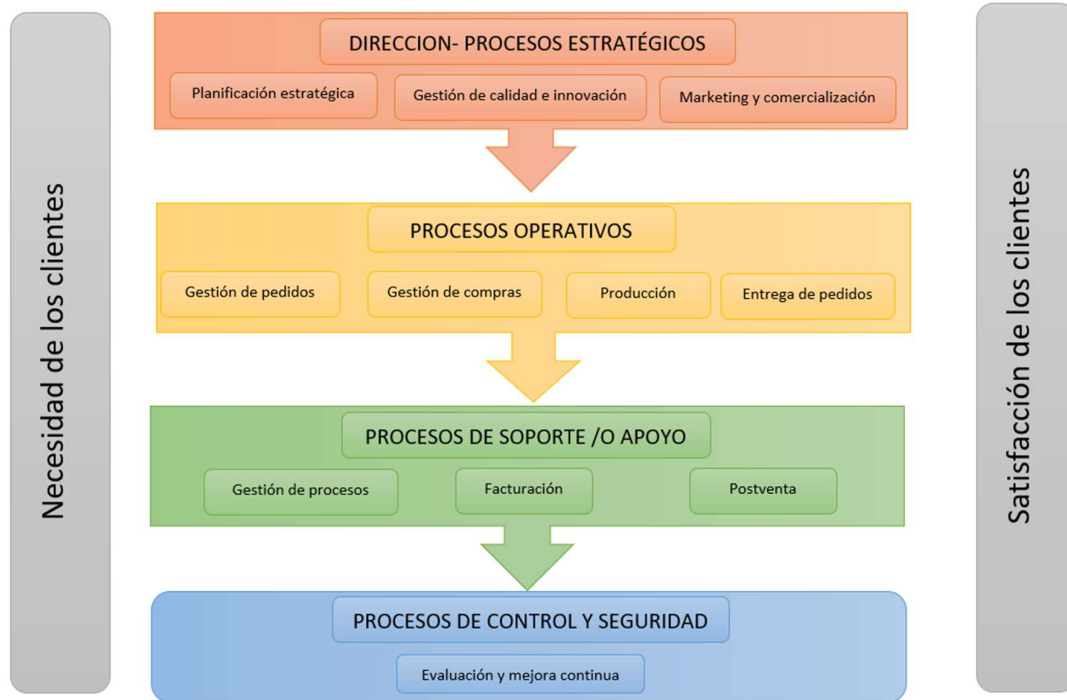 Necesidad de los clientes
DIRECCION- PROCESOS ESTRATÉGICOS
Planificación estratégica
Gestión de calidad e innovación
Marketing y comercialización
PROCESOS OPERATIVOS
Gestión de pedidos
Gestión de compras
Producción
Entrega de pedidos
PROCESOS DE SOPORTE /O APOYO
Gestión de procesos
Facturación
Postventa
PROCESOS DE CONTROL Y SEGURIDAD
Evaluación y mejora continua
Satisfacción de los clientes